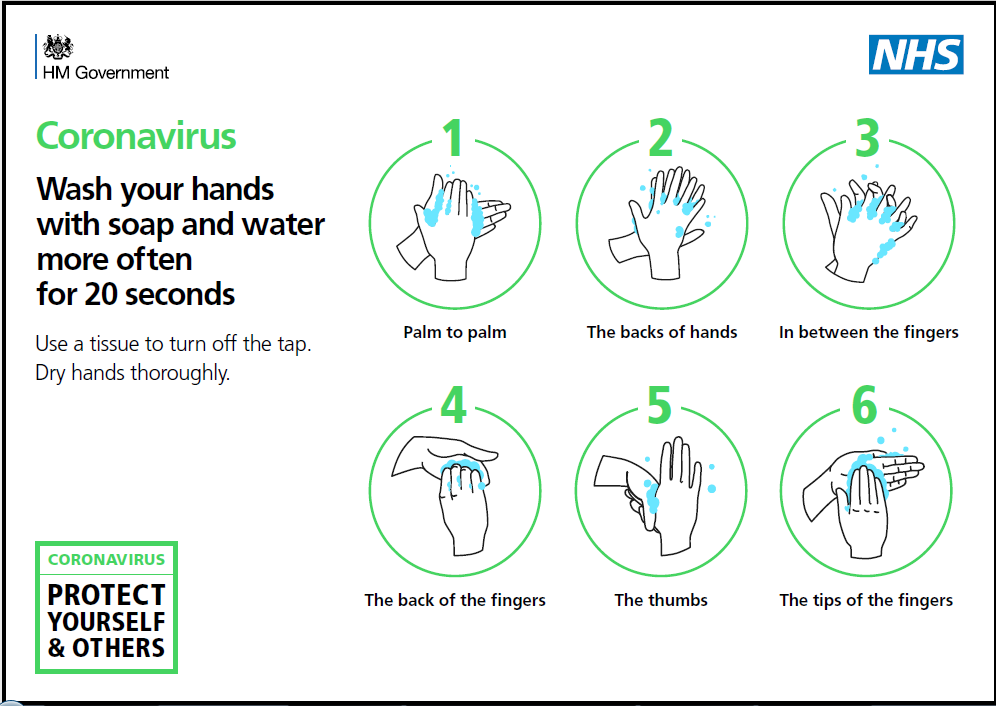 HM Government
NHS
Coronavirus
Wash your hands
with soap and water
more often
for 20 seconds
Use a tissue to turn off the tap.
Dry hands thoroughly.
1
Palm to palm
2
The backs of hands
3
In between the fingers
4
The back of the fingers
5
The thumbs
6
The tips of the fingers
CORONAVIRUS
PROTECT
YOURSELF
& OTHERS